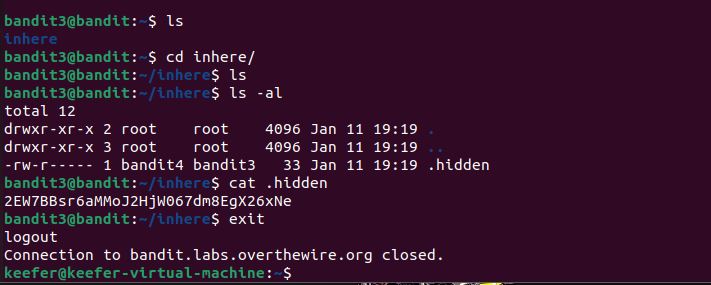 bandit3@bandit:~$ ls
inhere
bandit3@bandit:~$ cd inhere/
bandit3@bandit:~/inhere$ ls
bandit3@bandit:~/inhere$ ls -al
total 12
drwxr-xr-x 2 root    root    4096 Jan 11 19:19 .
drwxr-xr-x 3 root    root    4096 Jan 11 19:19 ..
-rw-r----- 1 bandit4 bandit3   33 Jan 11 19:19 .hidden
bandit3@bandit:~/inhere$ cat .hidden
2EW7BBsr6aMMoJ2HjW067dm8EgX26xNe
bandit3@bandit:~/inhere$ exit
logout
Connection to bandit.labs.overthewire.org closed.
keefer@keefer-virtual-machine:~$